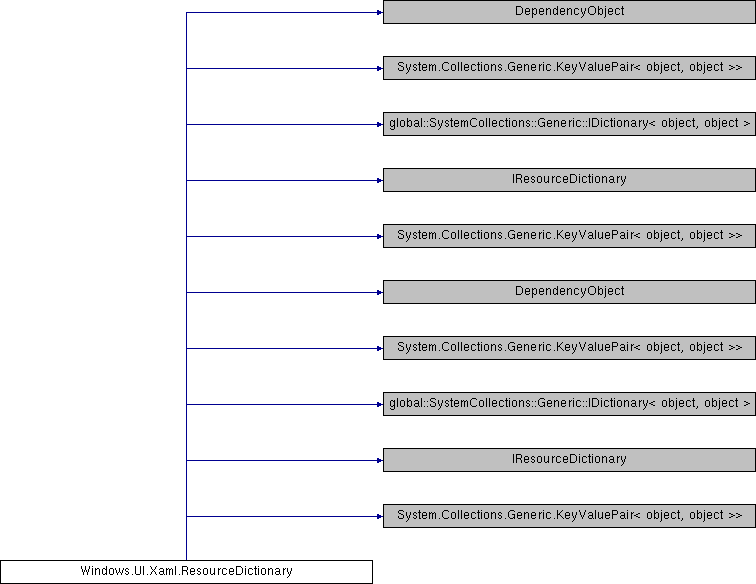 DependencyObject
System.Collections.Generic.KeyValuePair< object, object >>
global::SystemCollections::Generic::IDictionary< object, object >
IResourceDictionary
System.Collections.Generic.KeyValuePair< object, object >>
DependencyObject
System.Collections.Generic.KeyValuePair< object, object >>
global::SystemCollections::Generic::IDictionary< object, object >
IResourceDictionary
System.Collections.Generic.KeyValuePair< object, object >>
Windows.UI.Xaml.ResourceDictionary